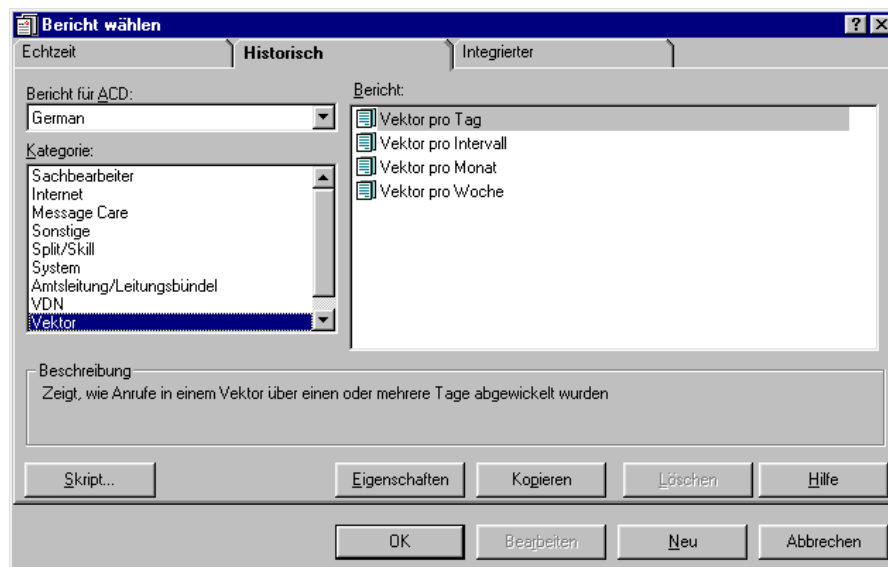 Bericht wählen
Echtzeit
Historisch
Integrierter
Bericht für ACD:
German
Kategorie:
Sachbearbeiter
Internet
Message Care
Sonstige
Split/Skill
System
Amtsleitung/Leitungsbündel
VDN
Vektor
Bericht:
Vektor pro Tag
Vektor pro Intervall
Vektor pro Monat
Vektor pro Woche
Beschreibung
Zeigt, wie Anrufe in einem Vektor über einen oder mehrere Tage abgewickelt wurden
Skript...
Eigenschaften
Kopieren
Löschen
Hilfe
OK
Bearbeiten
Neu
Abbrechen